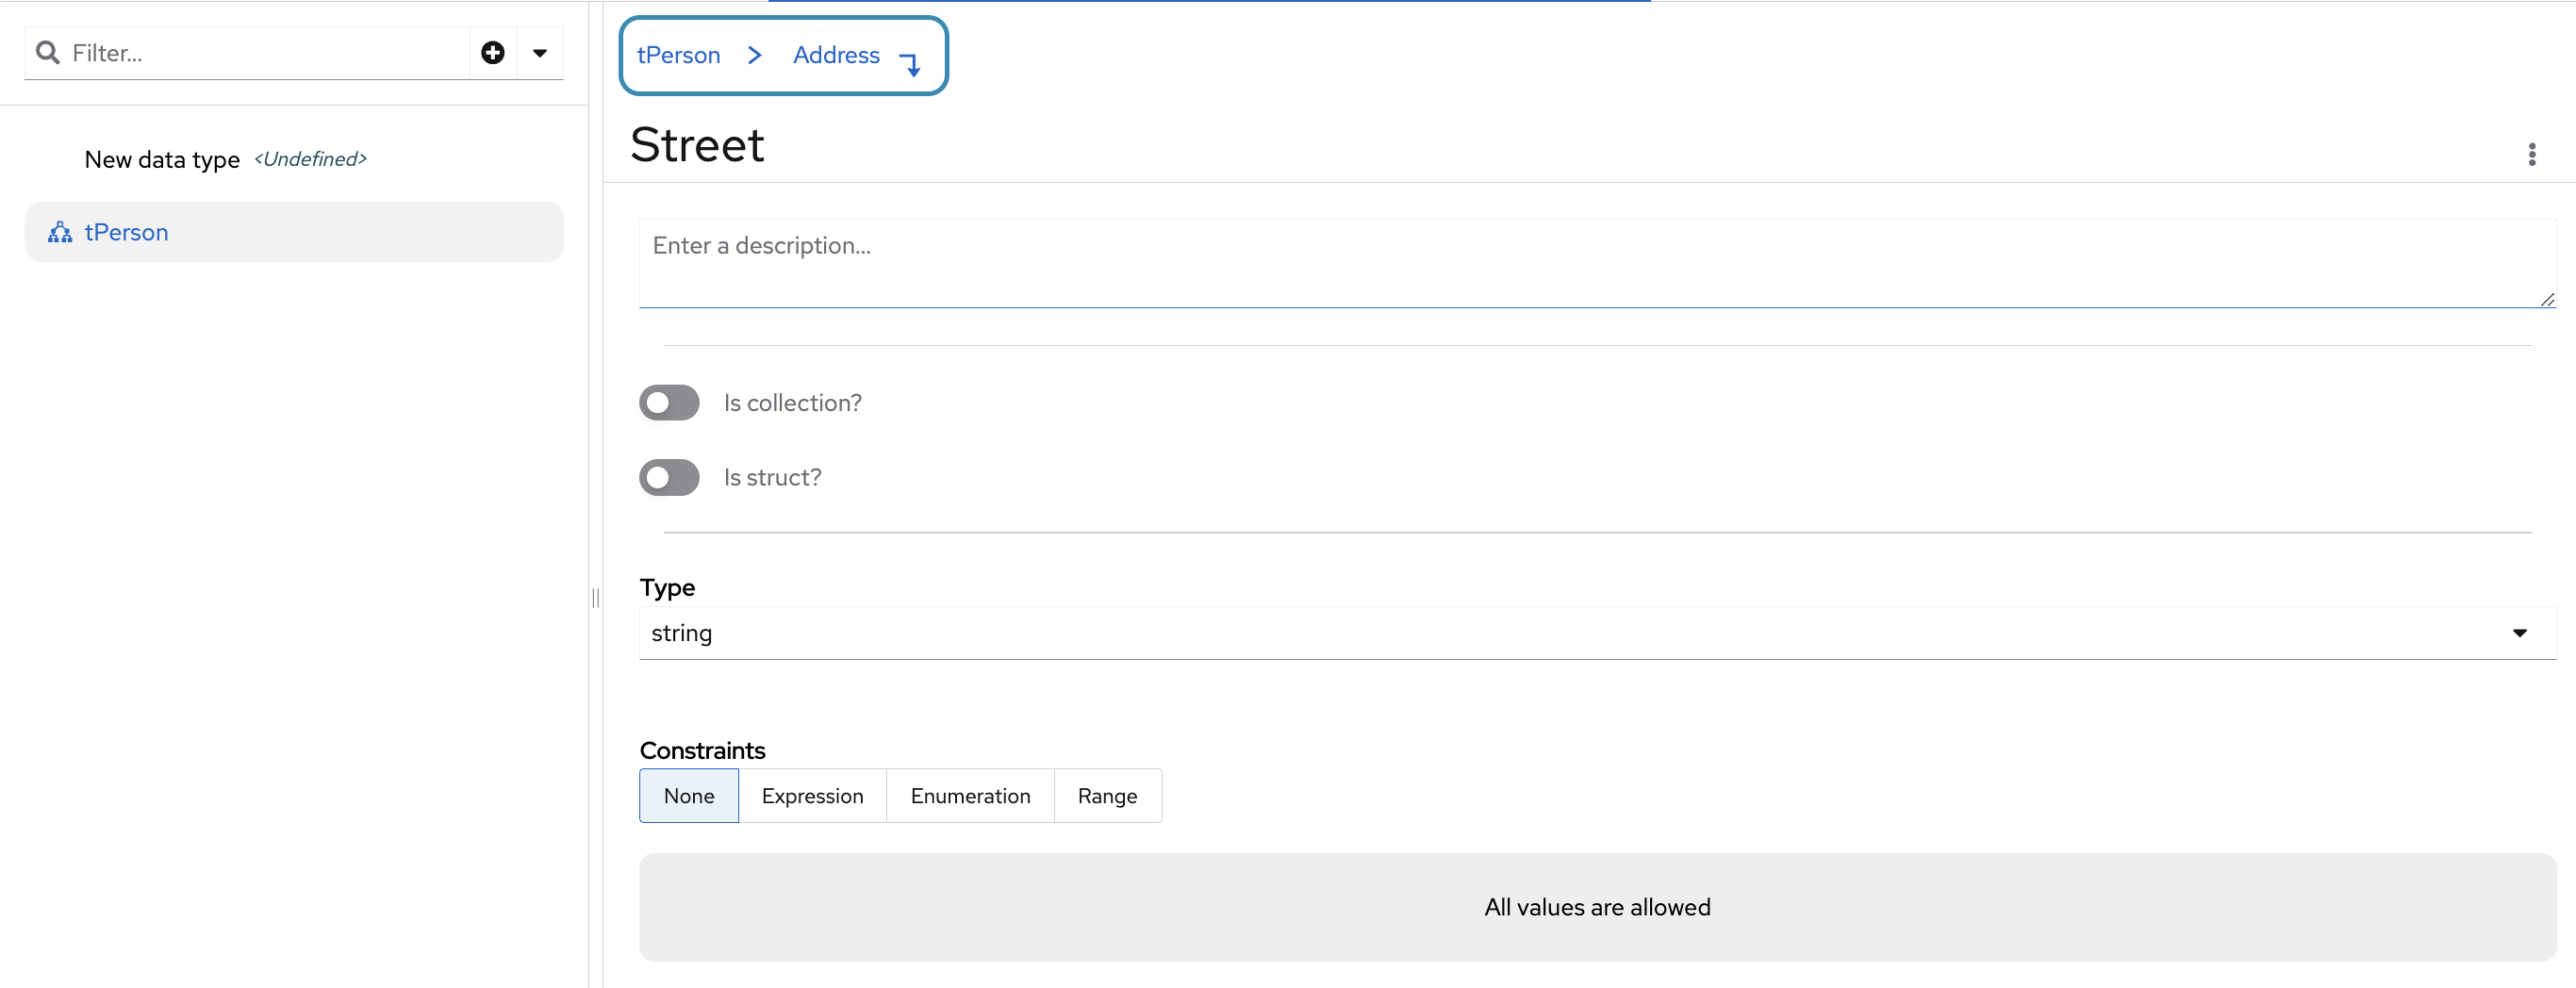 Filter...
New data type <Undefined>
tPerson
tPerson > Address
Street
Enter a description...
Is collection?
Is struct?
Type
string
Constraints
None Expression Enumeration Range
All values are allowed